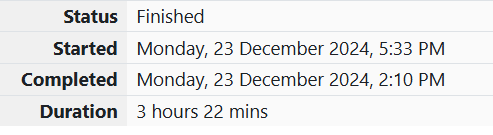 Status Finished
Started Monday, 23 December 2024, 5:33 PM
Completed Monday, 23 December 2024, 2:10 PM
Duration 3 hours 22 mins